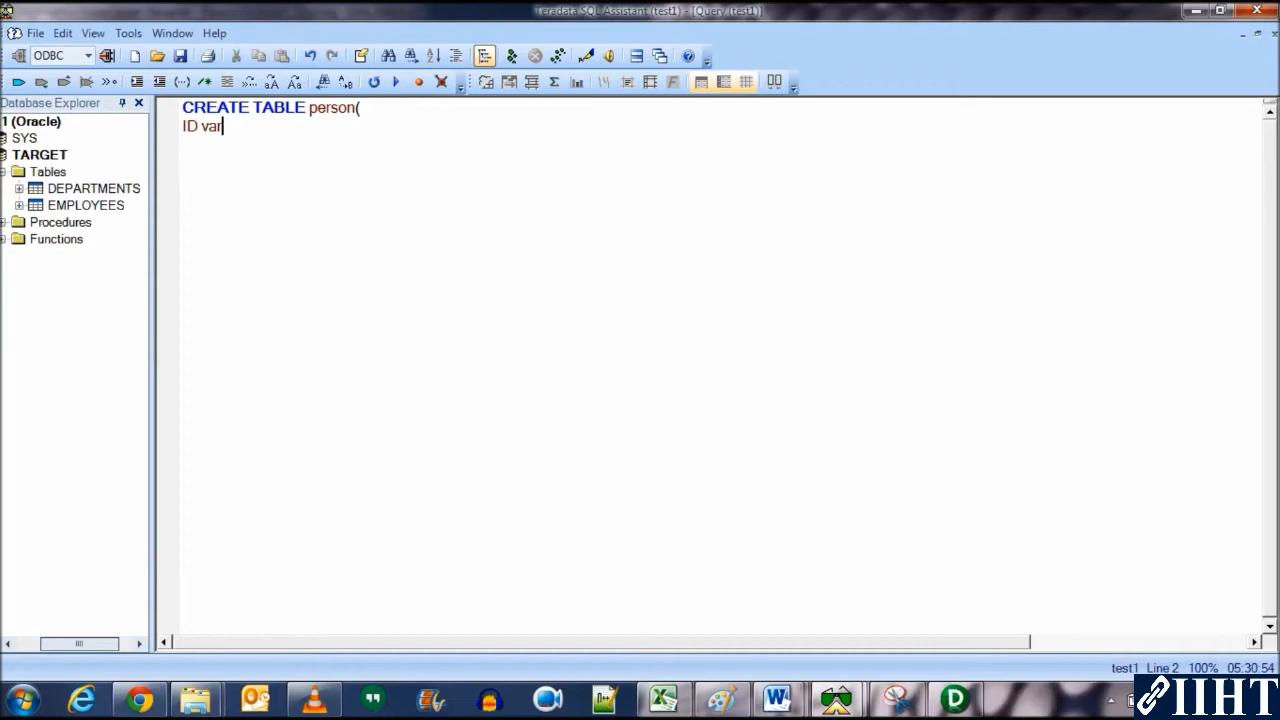 Teradata SQL Assistant (test1) - [Query (test1)]
File Edit View Tools Window Help
ODBC
Database Explorer
1 (Oracle)
SYS
TARGET
Tables
DEPARTMENTS
EMPLOYEES
Procedures
Functions
CREATE TABLE person(
ID var
test1 Line 2 100% 05:30:54
IIHT